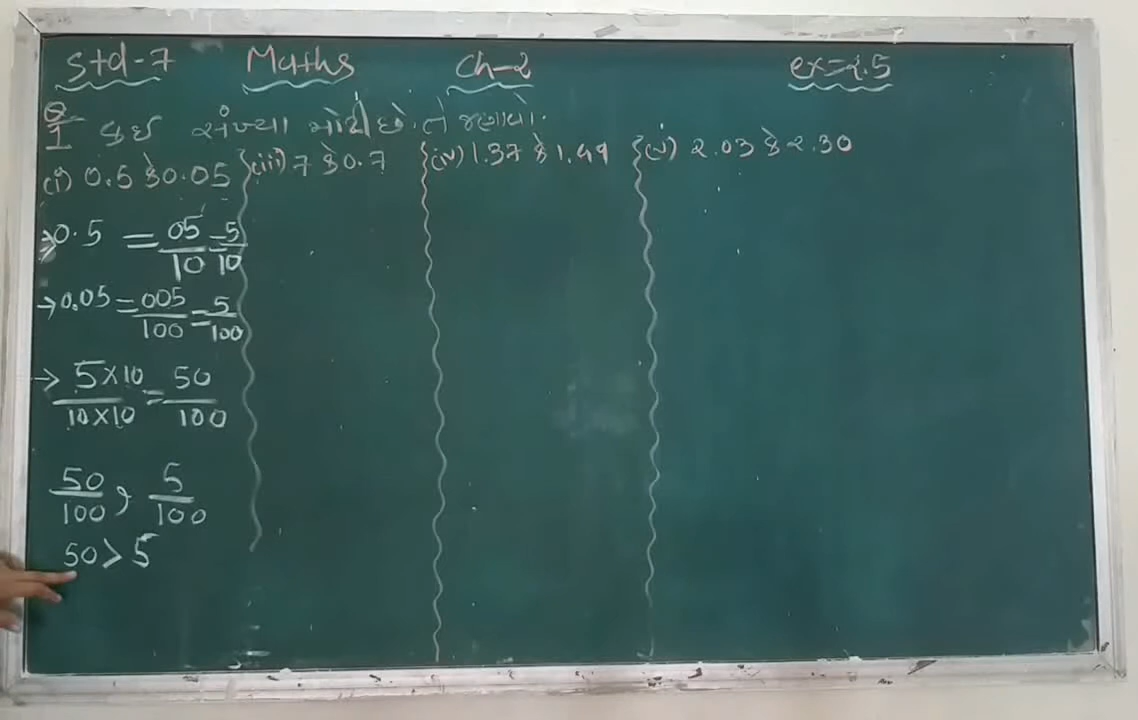 Std-7 Maths Ch-2 ex=2.5
Q 1 કઈ સંખ્યા મોટી છે તે જણાવો.
(i) 0.5 કે 0.05
(iii) 7 કે 0.7
(iv) 1.37 કે 1.49
(v) 2.03 કે 2.30
⇒ 0.5 = 05/10 = 5/10
→ 0.05 = 005/100 = 5/100
→ 5×10/10×10 = 50/100
50/100 , 5/100
50 > 5